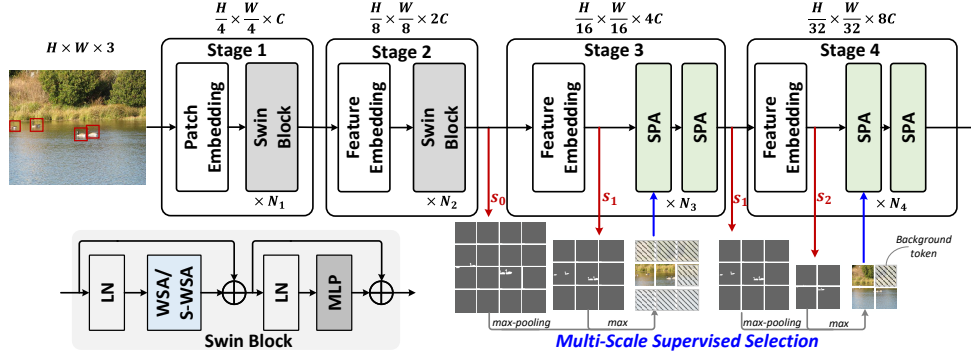 H/4 × W/4 × C
H/8 × W/8 × 2C
H/16 × W/16 × 4C
H/32 × W/32 × 8C
H × W × 3
Stage 1
Stage 2
Stage 3
Stage 4
Patch Embedding
Swin Block
× N₁
Feature Embedding
Swin Block
× N₂
Feature Embedding
SPA
SPA
× N₃
Feature Embedding
SPA
SPA
× N₄
s₀
s₁
s₁
s₂
Background
token
LN
WSA/
S-WSA
LN
MLP
Swin Block
max-pooling
max
max-pooling
max
Multi-Scale Supervised Selection